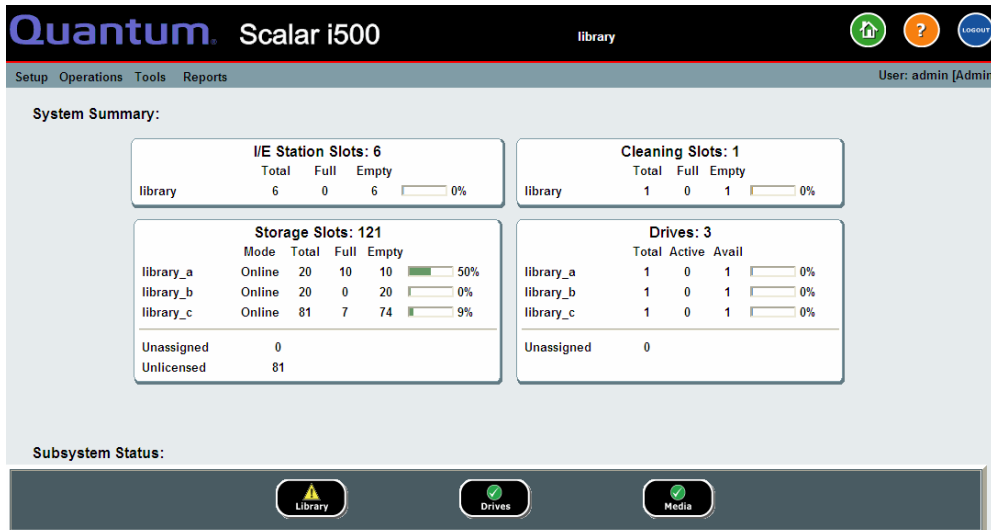 Quantum. Scalar i500
library
LOGOUT
Setup Operations Tools Reports
User: admin [Admin
System Summary:
I/E Station Slots: 6
Total Full Empty
library 6 0 6 0%
Cleaning Slots: 1
Total Full Empty
library 1 0 1 0%
Storage Slots: 121
Mode Total Full Empty
library_a Online 20 10 10 50%
library_b Online 20 0 20 0%
library_c Online 81 7 74 9%
Unassigned 0
Unlicensed 81
Drives: 3
Total Active Avail
library_a 1 0 1 0%
library_b 1 0 1 0%
library_c 1 0 1 0%
Unassigned 0
Subsystem Status:
Library
Drives
Media